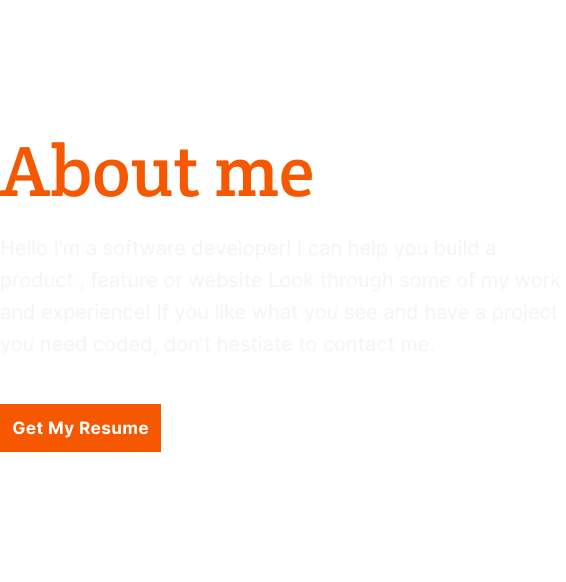 About me
Hello I'm a software developer! I can help you build a
product , feature or website Look through some of my work
and experience! If you like what you see and have a project
you need coded, don't hestiate to contact me.
Get My Resume